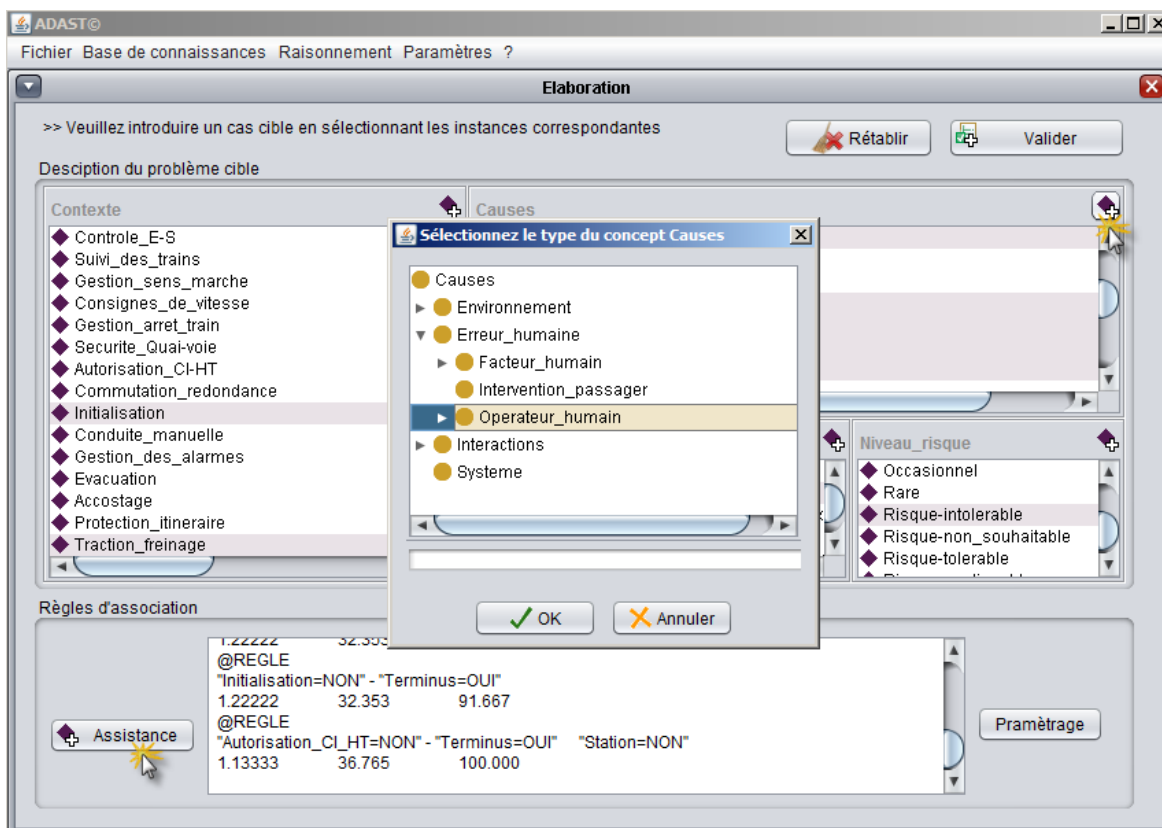 ADAST©
Fichier Base de connaissances Raisonnement Paramètres ?
Elaboration
>> Veuillez introduire un cas cible en sélectionnant les instances correspondantes
Rétablir
Valider
Desciption du problème cible
Contexte
Controle_E-S
Suivi_des_trains
Gestion_sens_marche
Consignes_de_vitesse
Gestion_arret_train
Securite_Quai-voie
Autorisation_CI-HT
Commutation_redondance
Initialisation
Conduite_manuelle
Gestion_des_alarmes
Evacuation
Accostage
Protection_itineraire
Traction_freinage
Causes
Sélectionnez le type du concept Causes
Causes
Environnement
Erreur_humaine
Facteur_humain
Intervention_passager
Operateur_humain
Interactions
Systeme
OK
Annuler
Niveau_risque
Occasionnel
Rare
Risque-intolerable
Risque-non_souhaitable
Risque-tolerable
Règles d'association
Assistance
1.22222 32.353
@REGLE
"Initialisation=NON" - "Terminus=OUI"
1.22222 32.353 91.667
@REGLE
"Autorisation_CI_HT=NON" - "Terminus=OUI" "Station=NON"
1.13333 36.765 100.000
Pramètrage